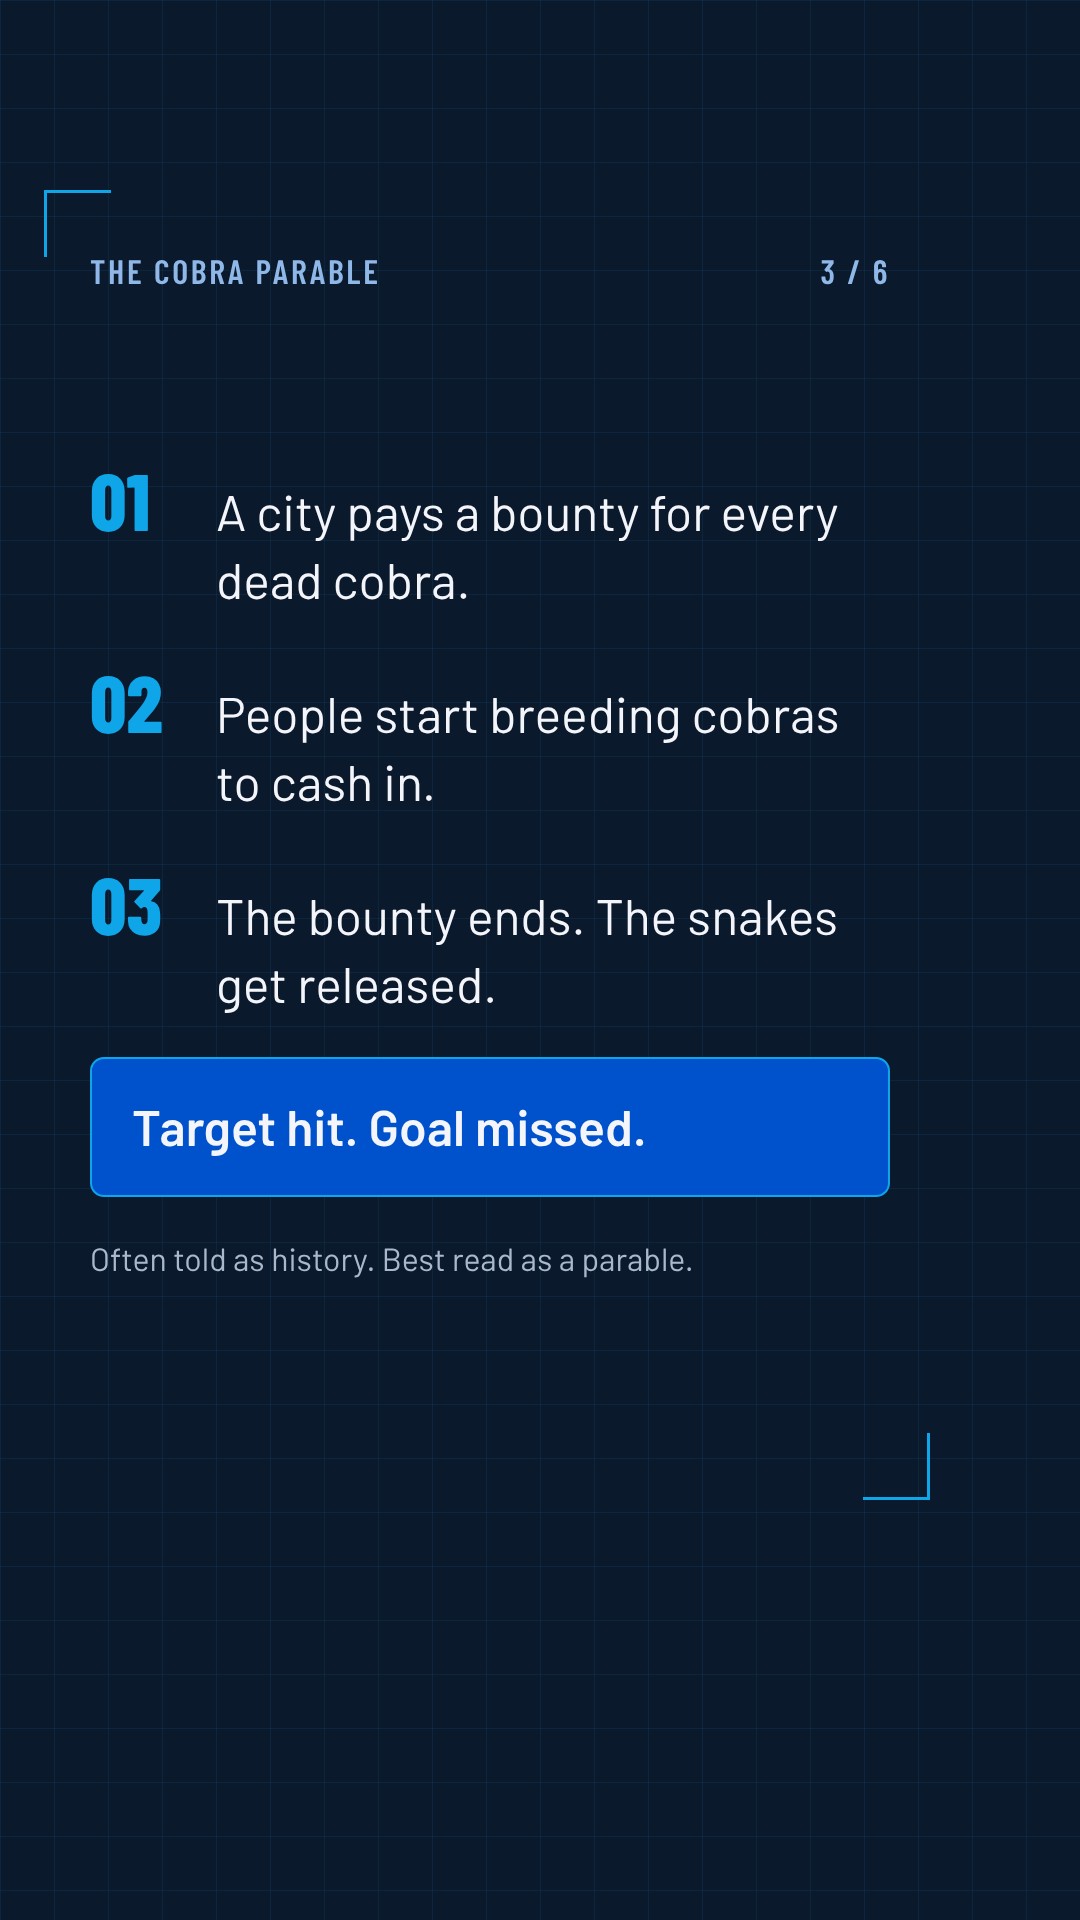 THE COBRA PARABLE
3 / 6
01
A city pays a bounty for every
dead cobra.
02
People start breeding cobras
to cash in.
03
The bounty ends. The snakes
get released.
Target hit. Goal missed.
Often told as history. Best read as a parable.